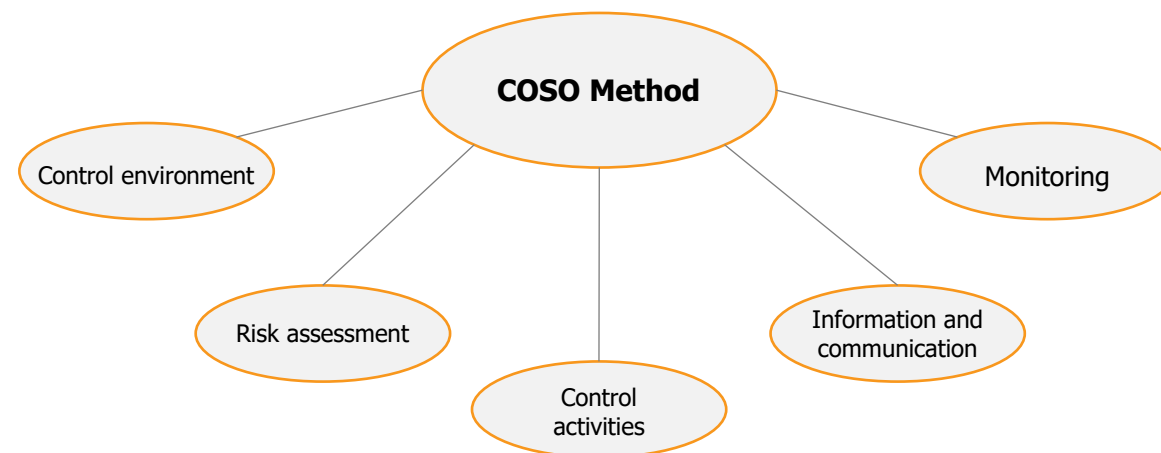 COSO Method
Control environment
Monitoring
Risk assessment
Information and
communication
Control
activities